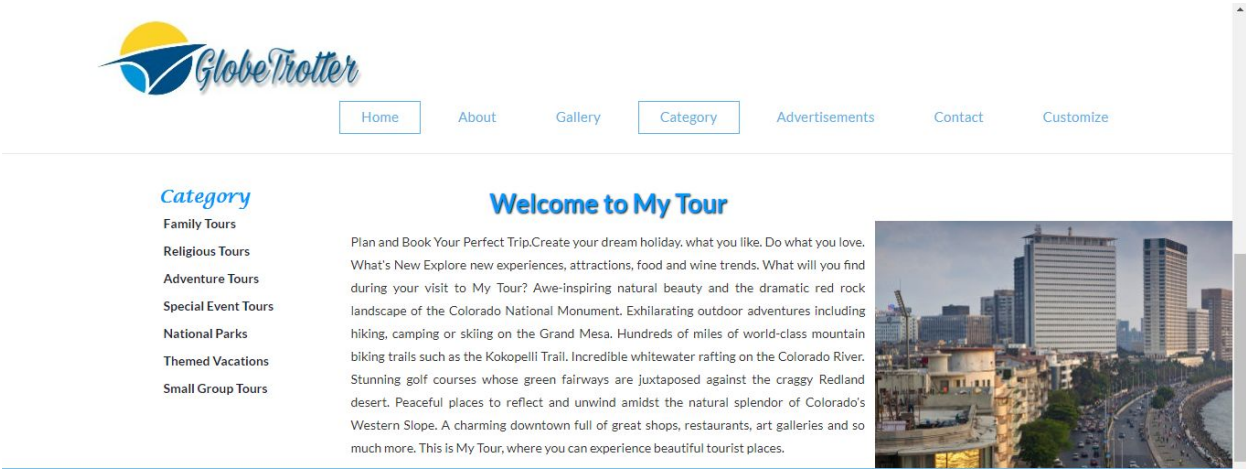 GlobeTrotter
Home About Gallery Category Advertisements Contact Customize
Category
Family Tours
Religious Tours
Adventure Tours
Special Event Tours
National Parks
Themed Vacations
Small Group Tours
Welcome to My Tour
Plan and Book Your Perfect Trip.Create your dream holiday. what you like. Do what you love.
What's New Explore new experiences, attractions, food and wine trends. What will you find
during your visit to My Tour? Awe-inspiring natural beauty and the dramatic red rock
landscape of the Colorado National Monument. Exhilarating outdoor adventures including
hiking, camping or skiing on the Grand Mesa. Hundreds of miles of world-class mountain
biking trails such as the Kokopelli Trail. Incredible whitewater rafting on the Colorado River.
Stunning golf courses whose green fairways are juxtaposed against the craggy Redland
desert. Peaceful places to reflect and unwind amidst the natural splendor of Colorado's
Western Slope. A charming downtown full of great shops, restaurants, art galleries and so
much more. This is My Tour, where you can experience beautiful tourist places.